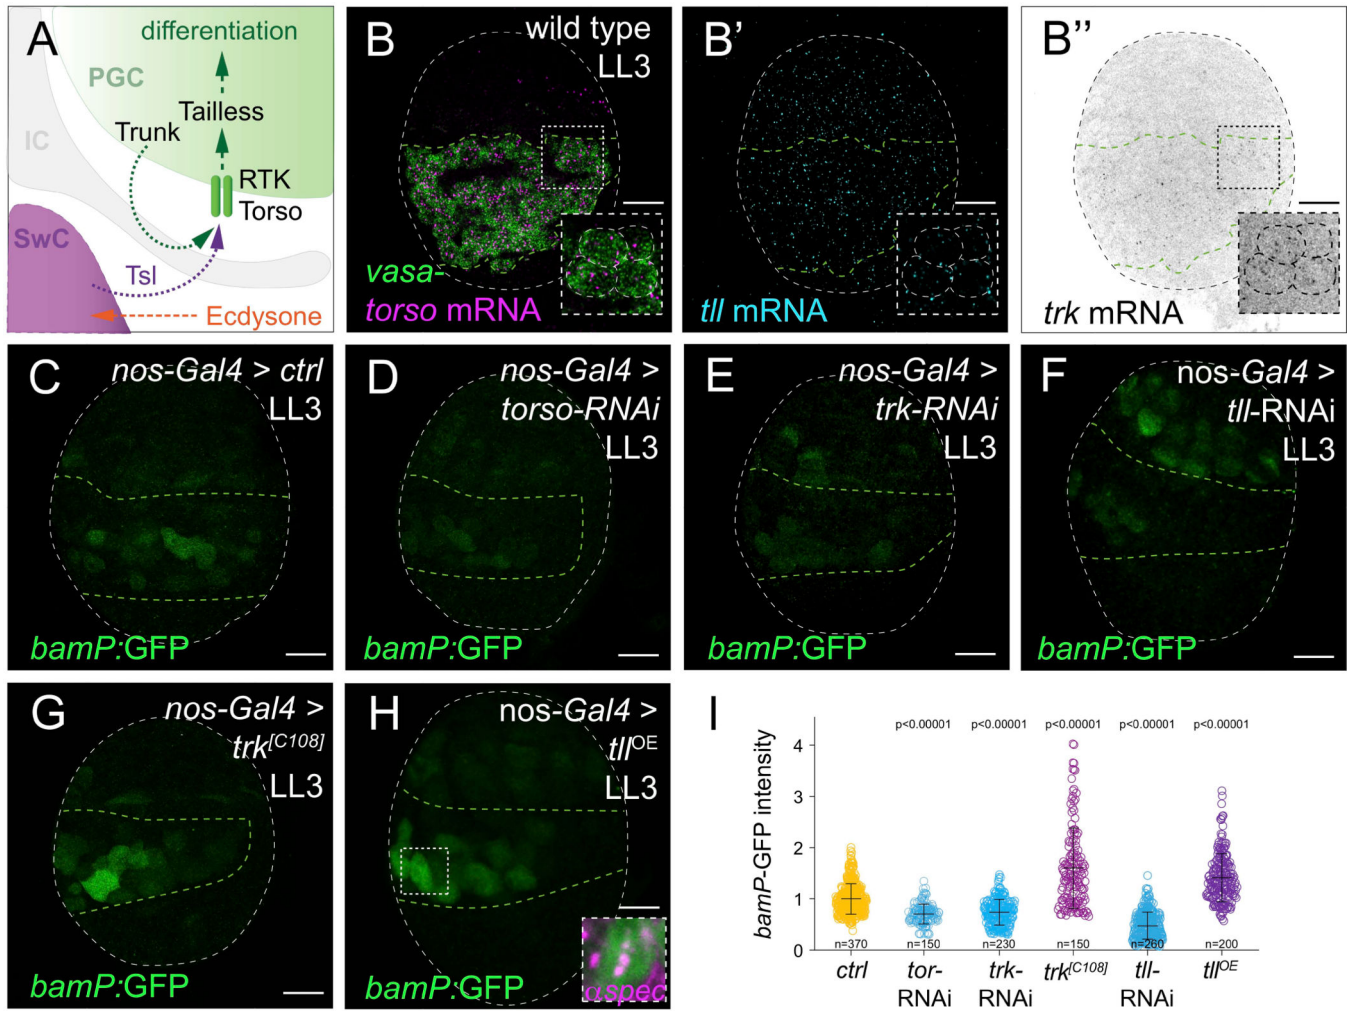 A
differentiation
PGC
Tailless
Trunk
IC
RTK
Torso
SwC
Tsl
Ecdysone
B
wild type
LL3
vasa-
torso mRNA
B'
tll mRNA
B''
trk mRNA
C
nos-Gal4 > ctrl
LL3
bamP:GFP
D
nos-Gal4 >
torso-RNAi
LL3
bamP:GFP
E
nos-Gal4 >
trk-RNAi
LL3
bamP:GFP
F
nos-Gal4 >
tll-RNAi
LL3
bamP:GFP
G
nos-Gal4 >
trk[C108]
LL3
bamP:GFP
H
nos-Gal4 >
tllOE
LL3
bamP:GFP
αspec
I
p<0.00001 p<0.00001 p<0.00001 p<0.00001 p<0.00001
bamP-GFP intensity
4
3
2
1
0
n=370 n=150 n=230 n=150 n=260 n=200
ctrl tor- trk- trk[C108] tll- tllOE
RNAi RNAi RNAi